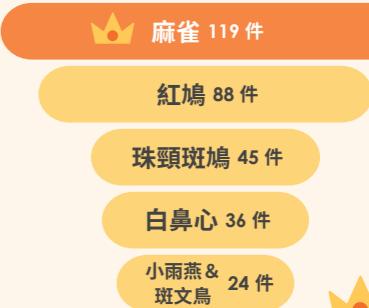 麻雀 119 件
紅鳩 88 件
珠頸斑鳩 45 件
白鼻心 36 件
小雨燕&
斑文鳥 24 件